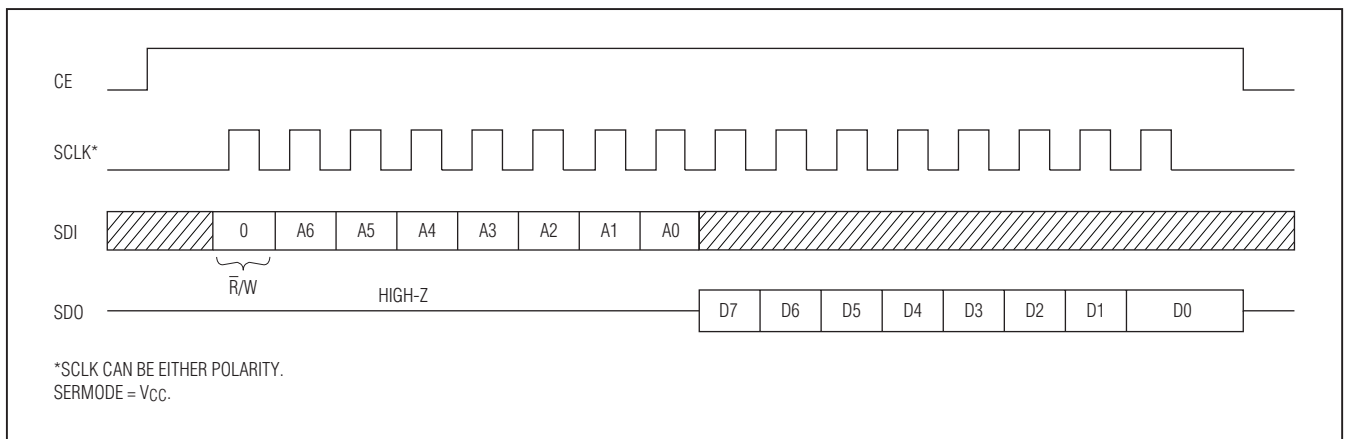 CE
SCLK*
SDI 0 A6 A5 A4 A3 A2 A1 A0
R̅/W
HIGH-Z
SDO D7 D6 D5 D4 D3 D2 D1 D0
*SCLK CAN BE EITHER POLARITY.
SERMODE = VCC.